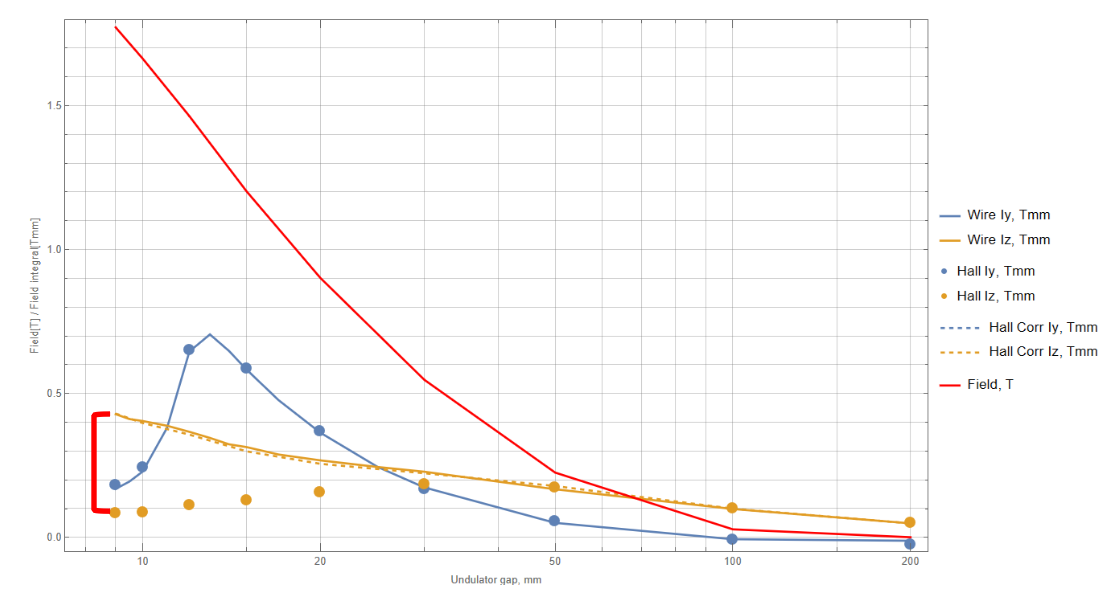 1.5
1.0
0.5
0.0
Field[T] / Field integral[Tmm]
10
20
50
100
200
Undulator gap, mm
Wire Iy, Tmm
Wire Iz, Tmm
Hall Iy, Tmm
Hall Iz, Tmm
Hall Corr Iy, Tmm
Hall Corr Iz, Tmm
Field, T